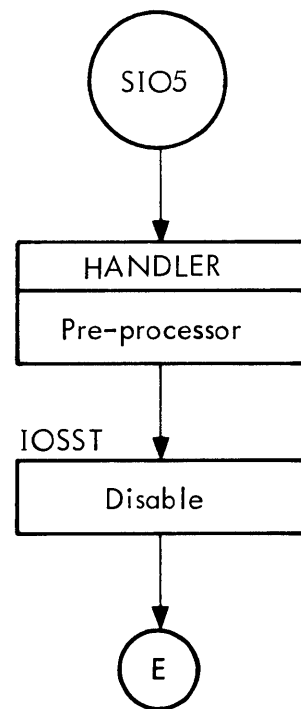 SIO5
HANDLER
Pre-processor
IOSST
Disable
E